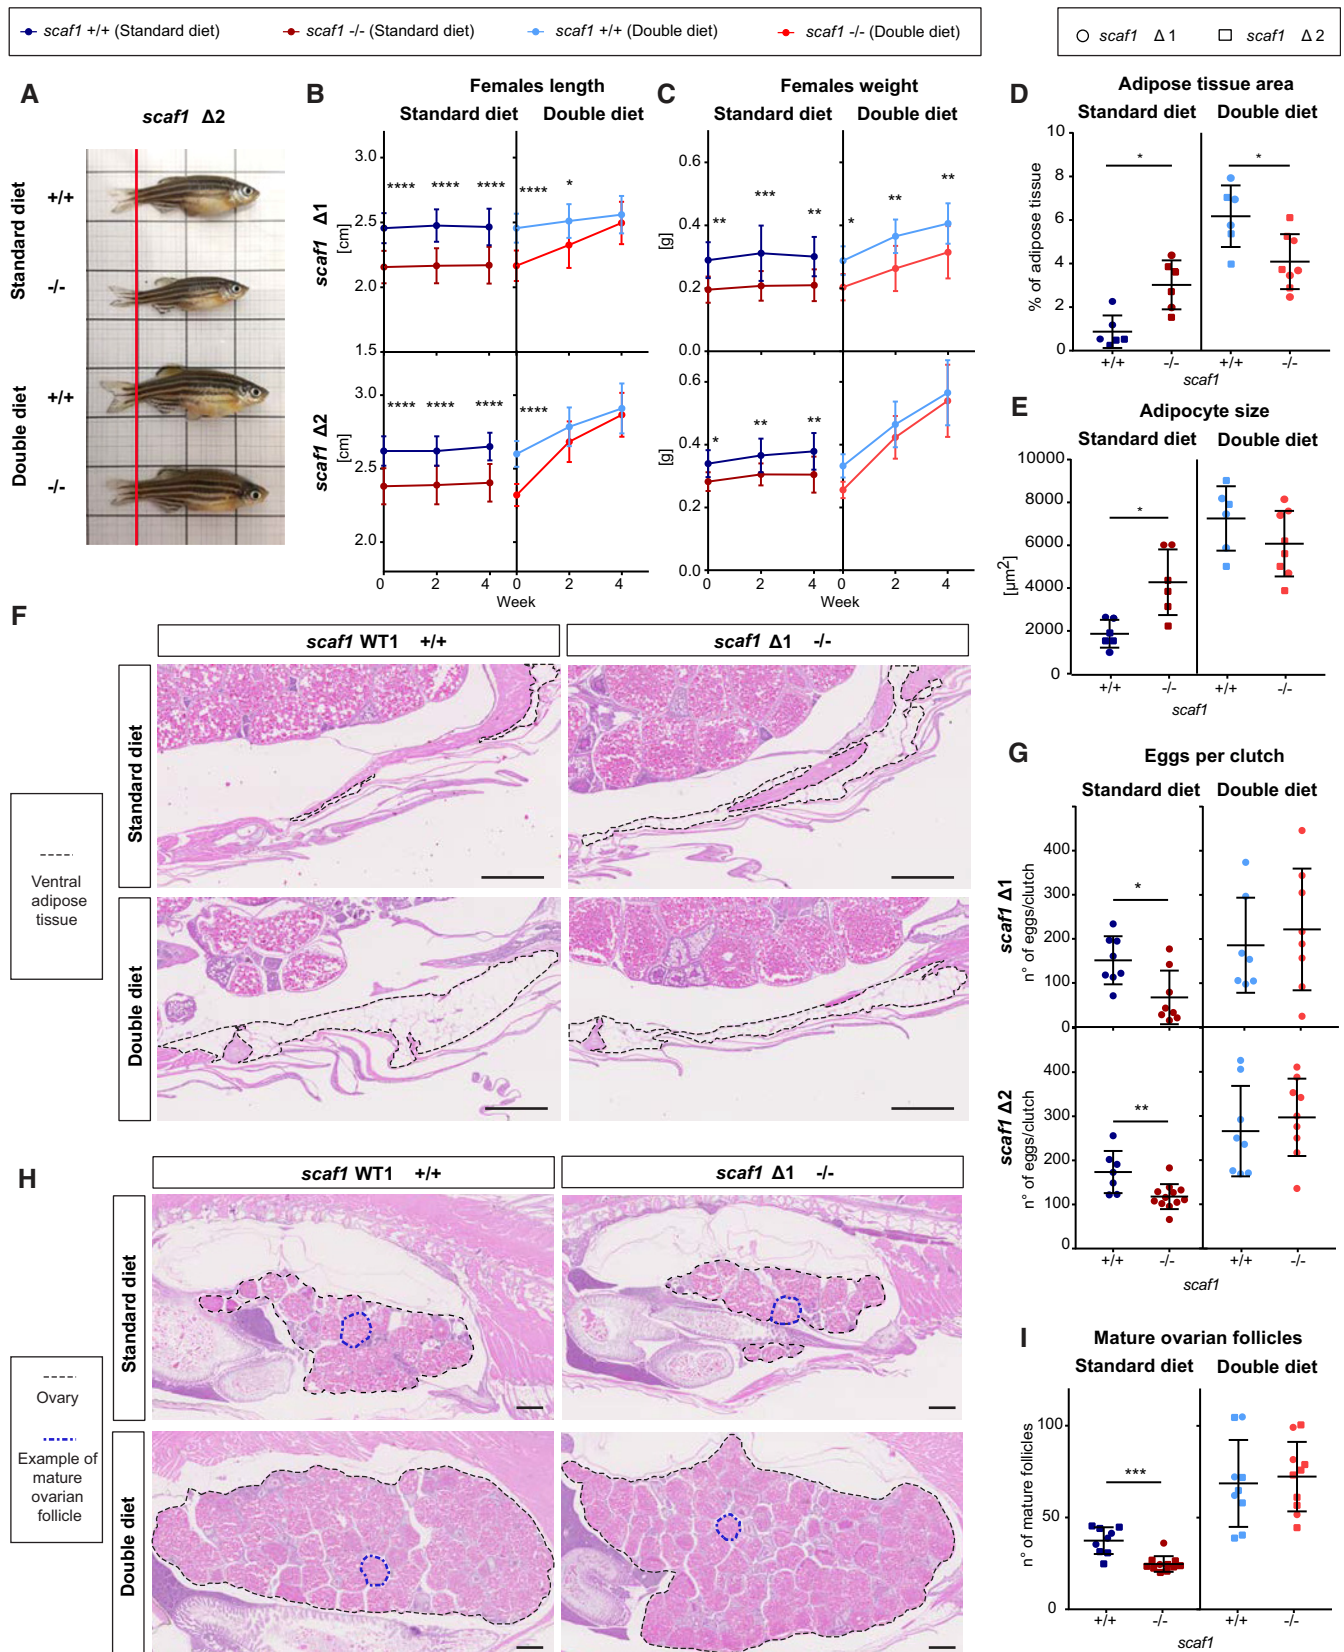 scaf1 +/+ (Standard diet) scaf1 -/- (Standard diet) scaf1 +/+ (Double diet) scaf1 -/- (Double diet)
scaf1 Δ 1 scaf1 Δ 2
A
scaf1 Δ2
Standard diet
+/+
-/-
Double diet
+/+
-/-
B
Females length
Standard diet Double diet
scaf1 Δ1
[cm]
3.0
2.5
2.0
1.5
**** **** **** **** *
scaf1 Δ2
[cm]
3.0
2.5
2.0
**** **** **** ****
0 2 4 0 2 4
Week
C
Females weight
Standard diet Double diet
[g]
0.6
0.4
0.2
0.0
** *** ** * ** **
[g]
0.6
0.4
0.2
0.0
* ** **
0 2 4 0 2 4
Week
D
Adipose tissue area
Standard diet Double diet
% of adipose tissue
10
8
6
4
2
0
* *
+/+ -/- +/+ -/-
scaf1
E
Adipocyte size
Standard diet Double diet
[µm2]
10000
8000
6000
4000
2000
0
*
+/+ -/- +/+ -/-
scaf1
F
scaf1 WT1 +/+
scaf1 Δ1 -/-
Standard diet
Double diet
Ventral
adipose
tissue
G
Eggs per clutch
Standard diet Double diet
scaf1 Δ1
n° of eggs/clutch
400
300
200
100
0
*
scaf1 Δ2
n° of eggs/clutch
400
300
200
100
0
**
+/+ -/- +/+ -/-
scaf1
H
scaf1 WT1 +/+
scaf1 Δ1 -/-
Standard diet
Double diet
Ovary
Example of
mature
ovarian
follicle
I
Mature ovarian follicles
Standard diet Double diet
n° of mature follicles
100
50
0
***
+/+ -/- +/+ -/-
scaf1